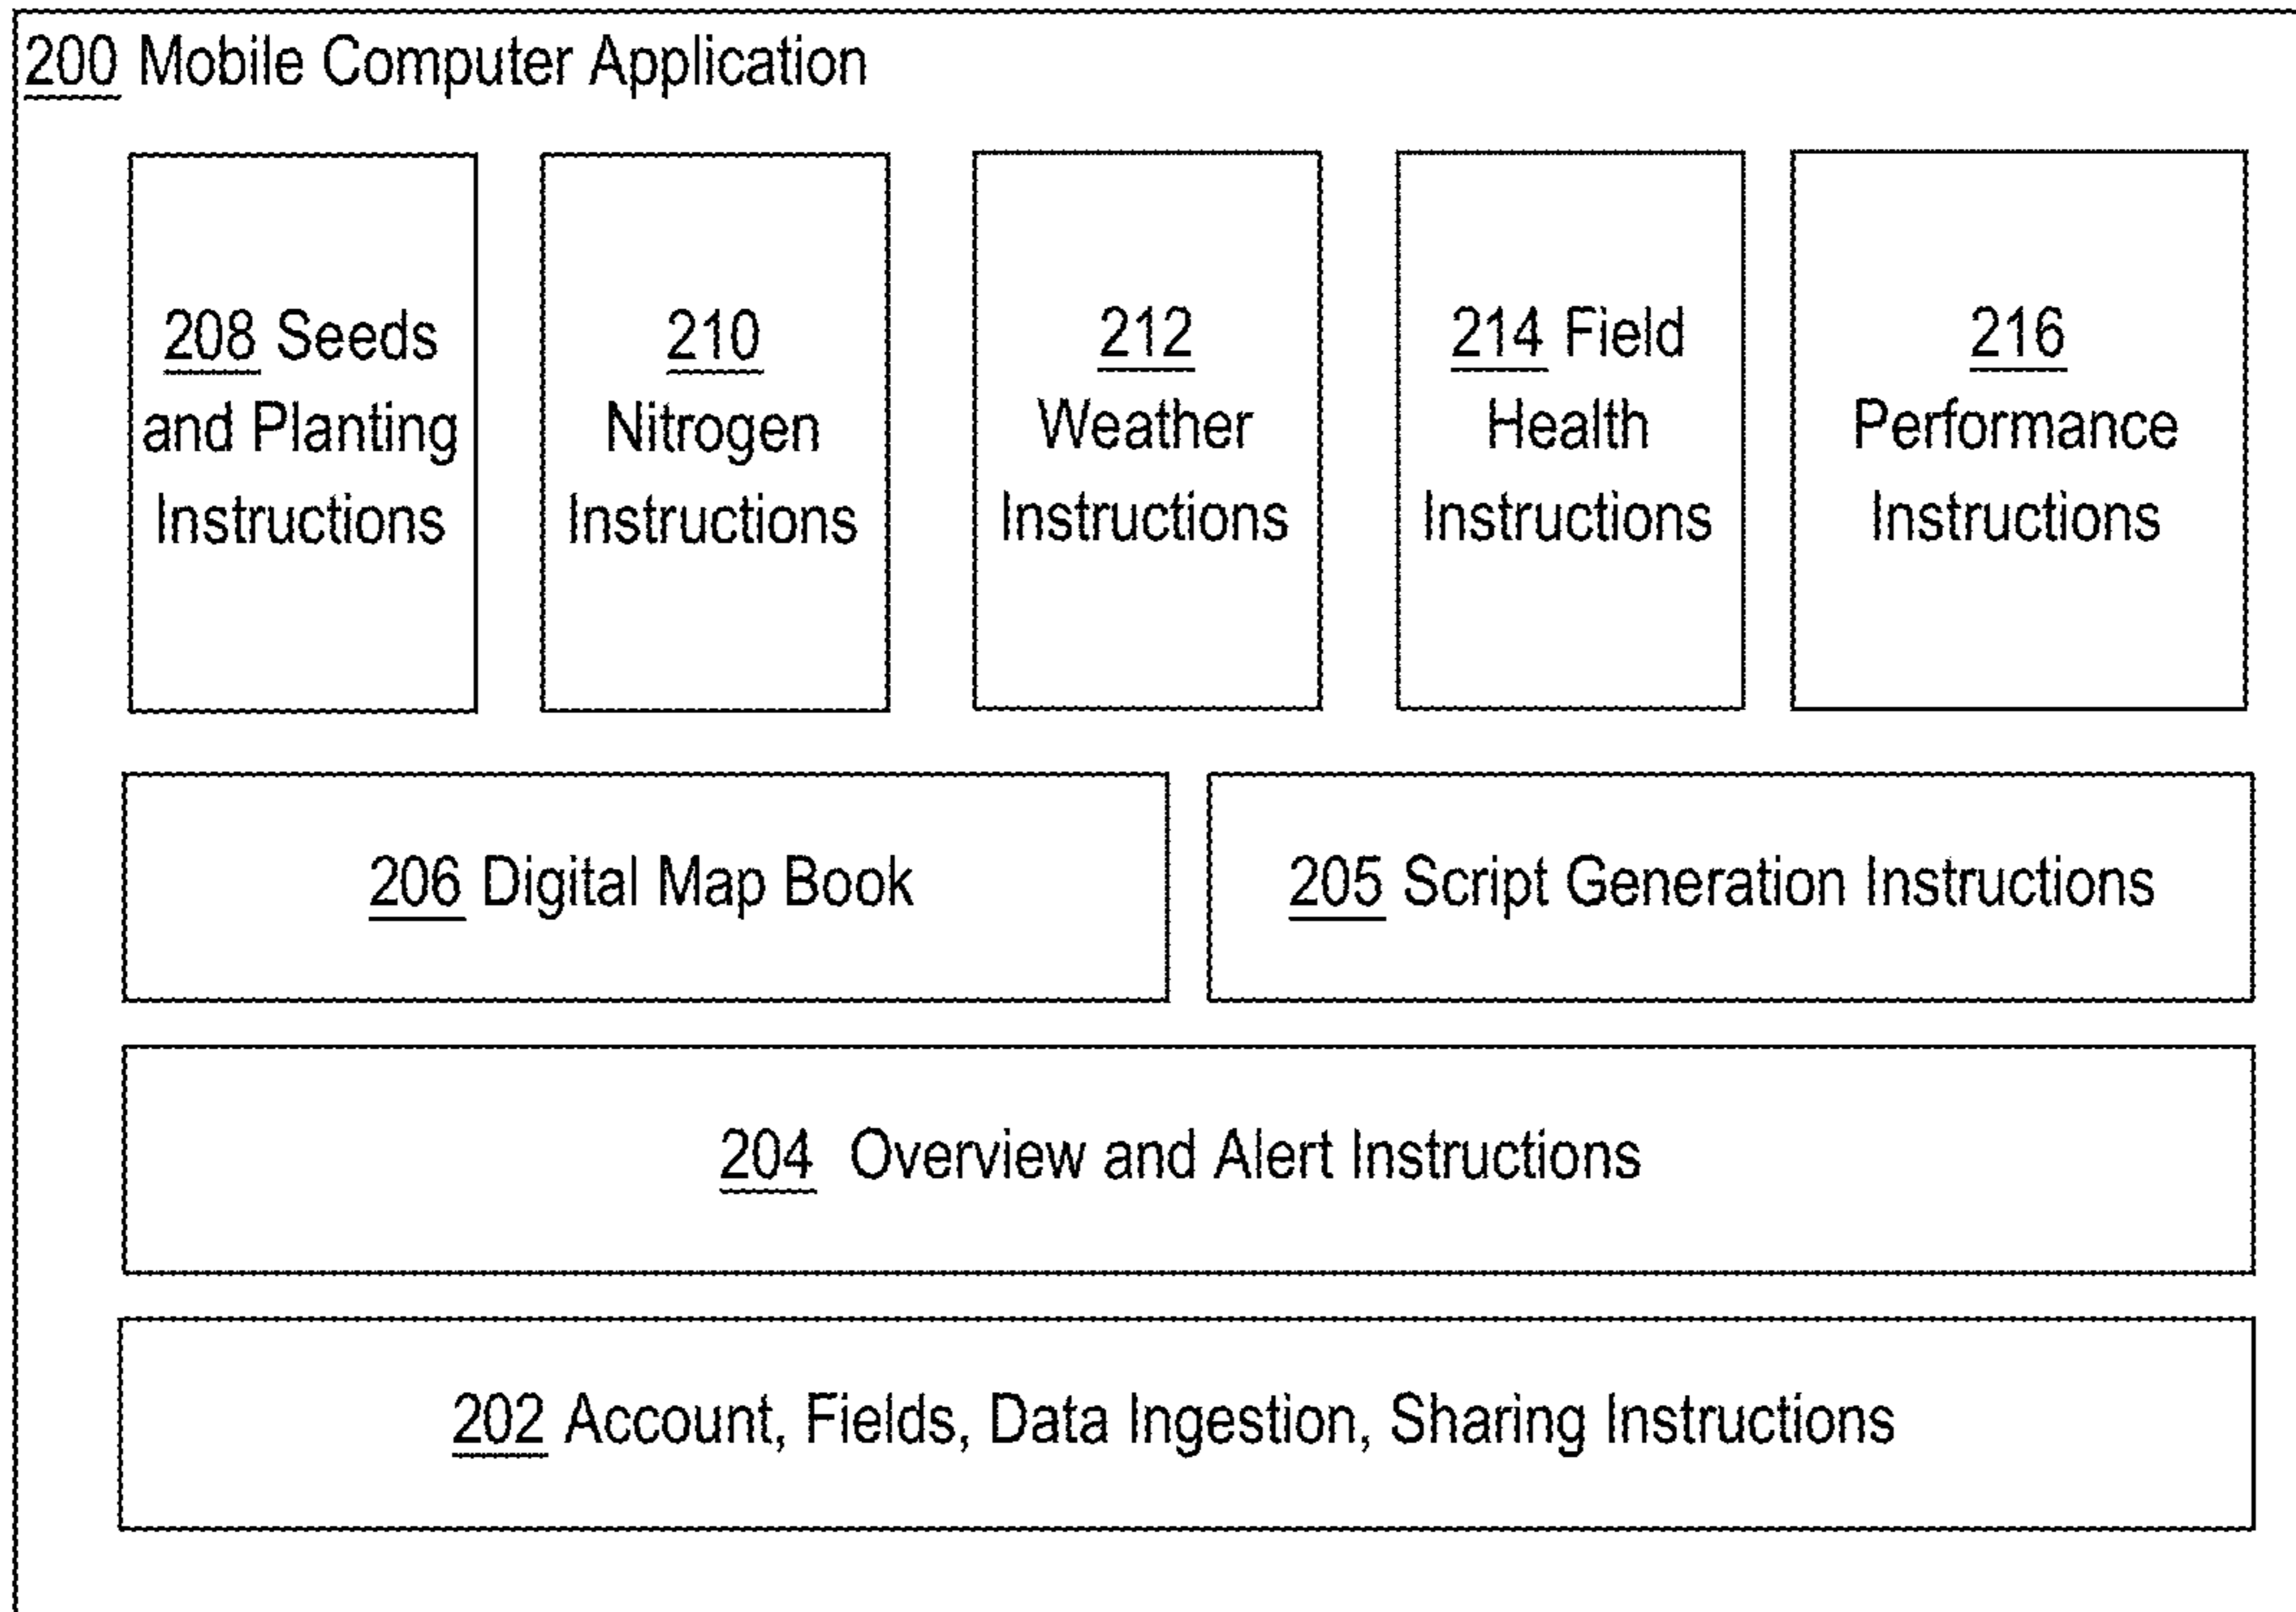 200 Mobile Computer Application
208 Seeds
and Planting
Instructions
210
Nitrogen
Instructions
212
Weather
Instructions
214 Field
Health
Instructions
216
Performance
Instructions
206 Digital Map Book
205 Script Generation Instructions
204 Overview and Alert Instructions
202 Account, Fields, Data Ingestion, Sharing Instructions